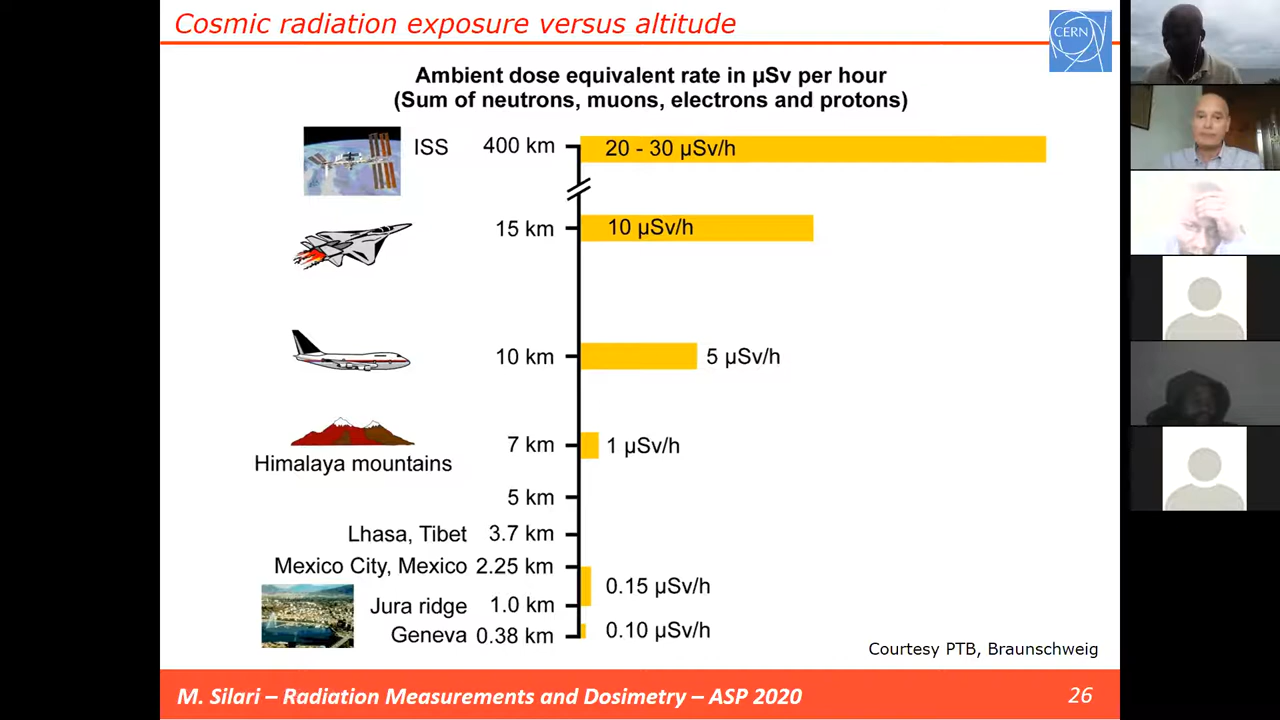 Cosmic radiation exposure versus altitude
CERN
Ambient dose equivalent rate in µSv per hour
(Sum of neutrons, muons, electrons and protons)
ISS 400 km 20 - 30 µSv/h
15 km 10 µSv/h
10 km 5 µSv/h
7 km 1 µSv/h
Himalaya mountains
5 km
Lhasa, Tibet 3.7 km
Mexico City, Mexico 2.25 km
0.15 µSv/h
Jura ridge 1.0 km
Geneva 0.38 km 0.10 µSv/h
Courtesy PTB, Braunschweig
M. Silari – Radiation Measurements and Dosimetry – ASP 2020
26